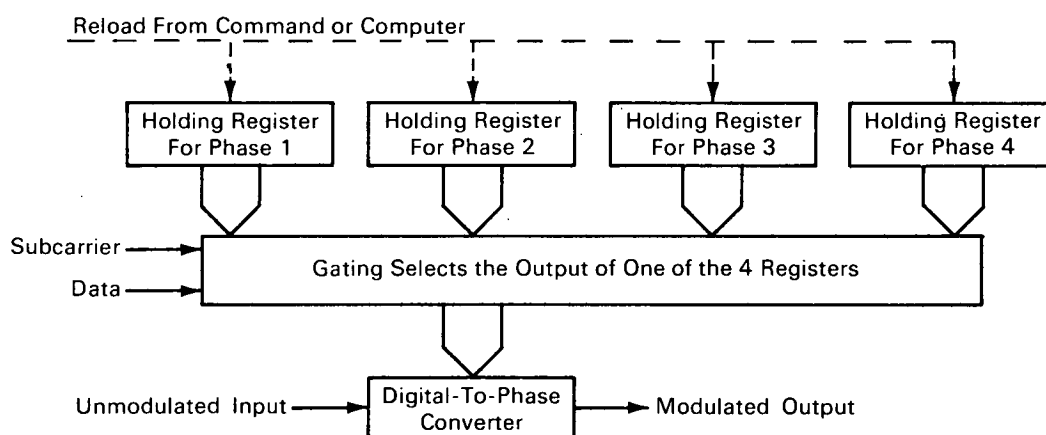 Reload From Command or Computer
Holding Register
For Phase 1
Holding Register
For Phase 2
Holding Register
For Phase 3
Holding Register
For Phase 4
Subcarrier
Data
Gating Selects the Output of One of the 4 Registers
Unmodulated Input
Digital-To-Phase
Converter
Modulated Output